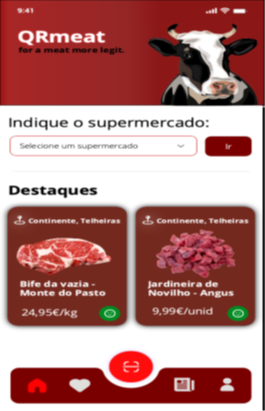 9:41
QRmeat
for a meat more legit.
Indique o supermercado:
Selecione um supermercado
Ir
Destaques
Continente, Telheiras
Bife da vazia -
Monte do Pasto
24,95€/kg
Continente, Telheiras
Jardineira de
Novilho - Angus
9,99€/unid